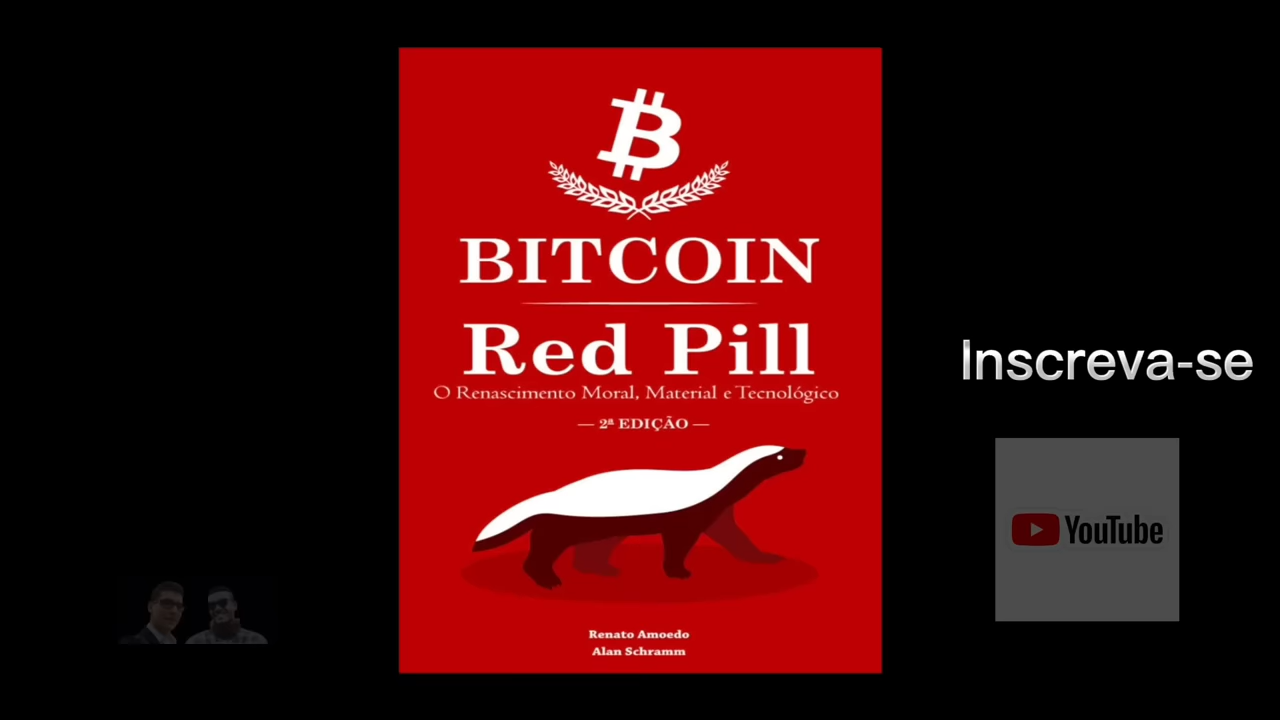 BITCOIN
Red Pill
O Renascimento Moral, Material e Tecnológico
— 2ª EDIÇÃO —
Renato Amoedo
Alan Schramm
Inscreva-se
YouTube